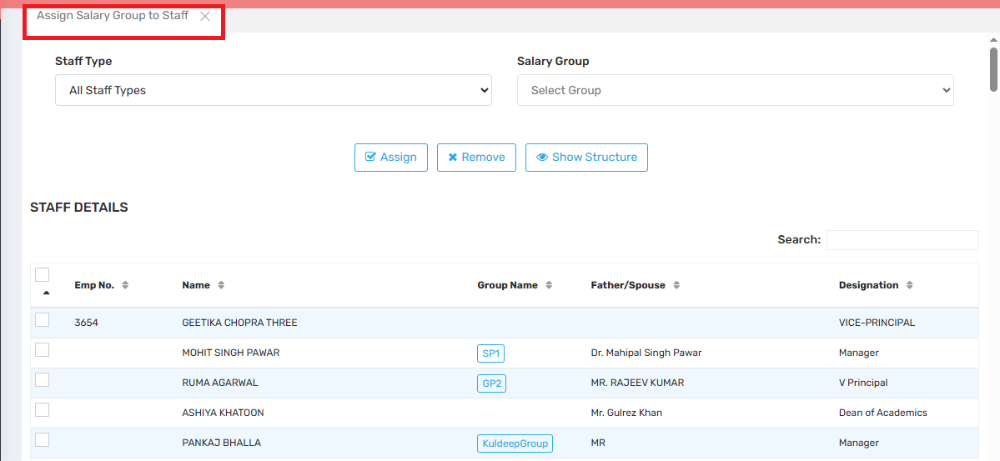 Assign Salary Group to Staff
Staff Type Salary Group
All Staff Types Select Group
Assign Remove Show Structure
STAFF DETAILS
Search:
Emp No. Name Group Name Father/Spouse Designation
3654 GEETIKA CHOPRA THREE VICE-PRINCIPAL
MOHIT SINGH PAWAR SP1 Dr. Mahipal Singh Pawar Manager
RUMA AGARWAL GP2 MR. RAJEEV KUMAR V Principal
ASHIYA KHATOON Mr. Gulrez Khan Dean of Academics
PANKAJ BHALLA KuldeepGroup MR Manager